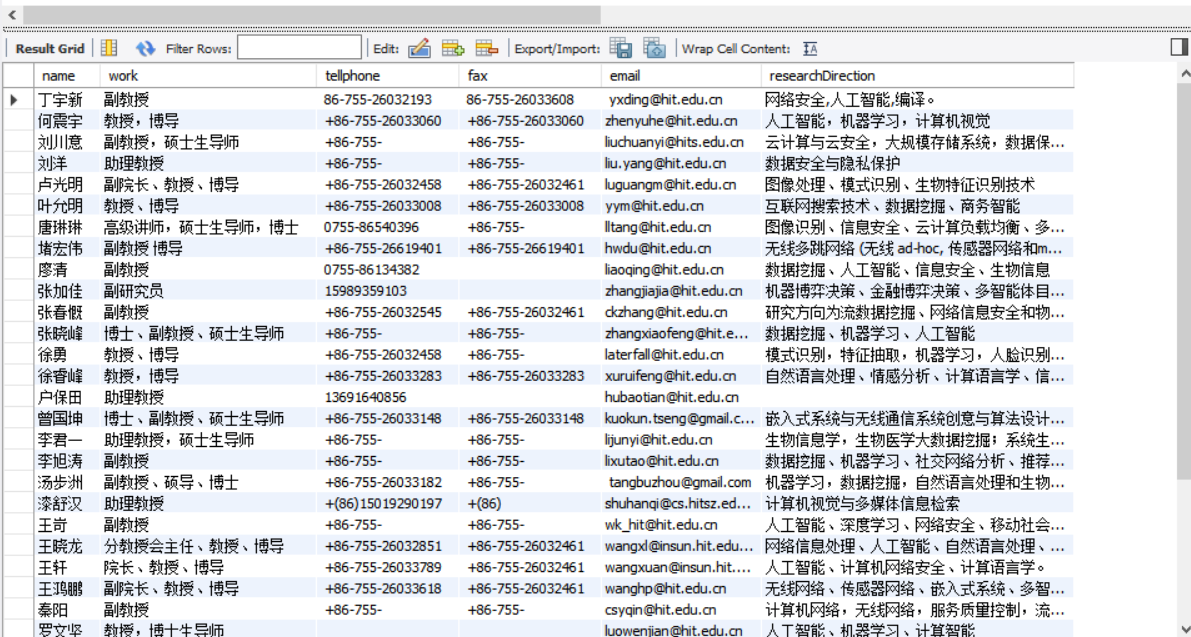 Result Grid Filter Rows: Edit: Export/Import: Wrap Cell Content:
name work tellphone fax email researchDirection
丁宇新 副教授 86-755-26032193 86-755-26033608 yxding@hit.edu.cn 网络安全,人工智能,编译。
何震宇 教授，博导 +86-755-26033060 +86-755-26033060 zhenyuhe@hit.edu.cn 人工智能，机器学习，计算机视觉
刘川意 副教授，硕士生导师 +86-755- +86-755- liuchuanyi@hits.edu.cn 云计算与云安全，大规模存储系统，数据保...
刘洋 助理教授 +86-755- +86-755- liu.yang@hit.edu.cn 数据安全与隐私保护
卢光明 副院长、教授、博导 +86-755-26032458 +86-755-26032461 luguangm@hit.edu.cn 图像处理、模式识别、生物特征识别技术
叶允明 教授、博导 +86-755-26033008 +86-755-26033008 yym@hit.edu.cn 互联网搜索技术、数据挖掘、商务智能
唐琳琳 高级讲师，硕士生导师，博士 0755-86540396 +86-755- lltang@hit.edu.cn 图像识别、信息安全、云计算负载均衡、多...
堵宏伟 副教授 博导 +86-755-26619401 +86-755-26619401 hwdu@hit.edu.cn 无线多跳网络 (无线 ad-hoc, 传感器网络和m...
廖清 副教授 0755-86134382 liaoqing@hit.edu.cn 数据挖掘、人工智能、信息安全、生物信息
张加佳 副研究员 15989359103 zhangjiajia@hit.edu.cn 机器博弈决策、金融博弈决策、多智能体目...
张春慨 副教授 +86-755-26032545 +86-755-26032461 ckzhang@hit.edu.cn 研究方向为流数据挖掘、网络信息安全和物...
张晓峰 博士、副教授、硕士生导师 +86-755- +86-755- zhangxiaofeng@hit.e... 数据挖掘、机器学习、人工智能
徐勇 教授、博导 +86-755-26032458 +86-755- laterfall@hit.edu.cn 模式识别，特征抽取，机器学习，人脸识别...
徐睿峰 教授，博导 +86-755-26033283 +86-755-26033283 xuruifeng@hit.edu.cn 自然语言处理、情感分析、计算语言学、信...
户保田 助理教授 13691640856 hubaotian@hit.edu.cn
曾国坤 博士、副教授、硕士生导师 +86-755-26033148 +86-755-26033148 kuokun.tseng@gmail.c... 嵌入式系统与无线通信系统创意与算法设计...
李君一 助理教授，硕士生导师 +86-755- +86-755- lijunyi@hit.edu.cn 生物信息学，生物医学大数据挖掘；系统生...
李旭涛 副教授 +86-755- +86-755- lixutao@hit.edu.cn 数据挖掘、机器学习、社交网络分析、推荐...
汤步洲 副教授、硕导、博士 +86-755-26033182 +86-755- tangbuzhou@gmail.com 机器学习，数据挖掘，自然语言处理和生物...
漆舒汉 助理教授 +(86)15019290197 +(86) shuhanqi@cs.hitsz.ed... 计算机视觉与多媒体信息检索
王岢 副教授 +86-755- +86-755- wk_hit@hit.edu.cn 人工智能、深度学习、网络安全、移动社会...
王晓龙 分教授会主任、教授、博导 +86-755-26032851 +86-755-26032461 wangxl@insun.hit.edu... 网络信息处理、人工智能、自然语言处理、...
王轩 院长、教授、博导 +86-755-26033789 +86-755-26032461 wangxuan@insun.hit.... 人工智能、计算机网络安全、计算语言学。
王鸿鹏 副院长、教授、博导 +86-755-26033618 +86-755-26032461 wanghp@hit.edu.cn 无线网络、传感器网络、嵌入式系统、多智...
秦阳 副教授 +86-755- +86-755- csyqin@hit.edu.cn 计算机网络，无线网络，服务质量控制，流...
罗文坚 教授，博士生导师 luowenjian@hit.edu.cn 人工智能、机器学习、计算智能